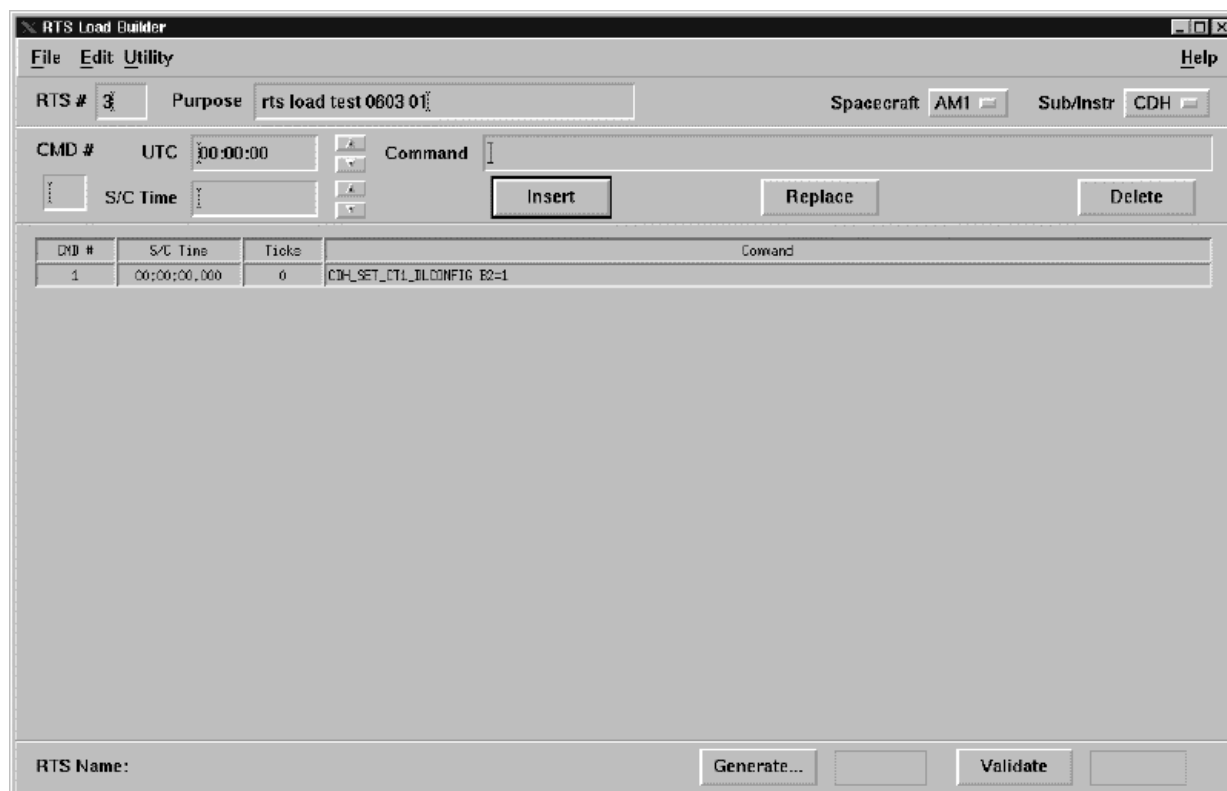 RTS Load Builder
File Edit Utility Help
RTS # 3 Purpose rts load test 0603 01 Spacecraft AM1 Sub/Instr CDH
CMD # UTC 00:00:00 Command
S/C Time Insert Replace Delete
CMD # S/C Time Ticks Command
1 00:00:00.000 0 CDH_SET_CT1_DLCONFIG B2=1
RTS Name: Generate... Validate